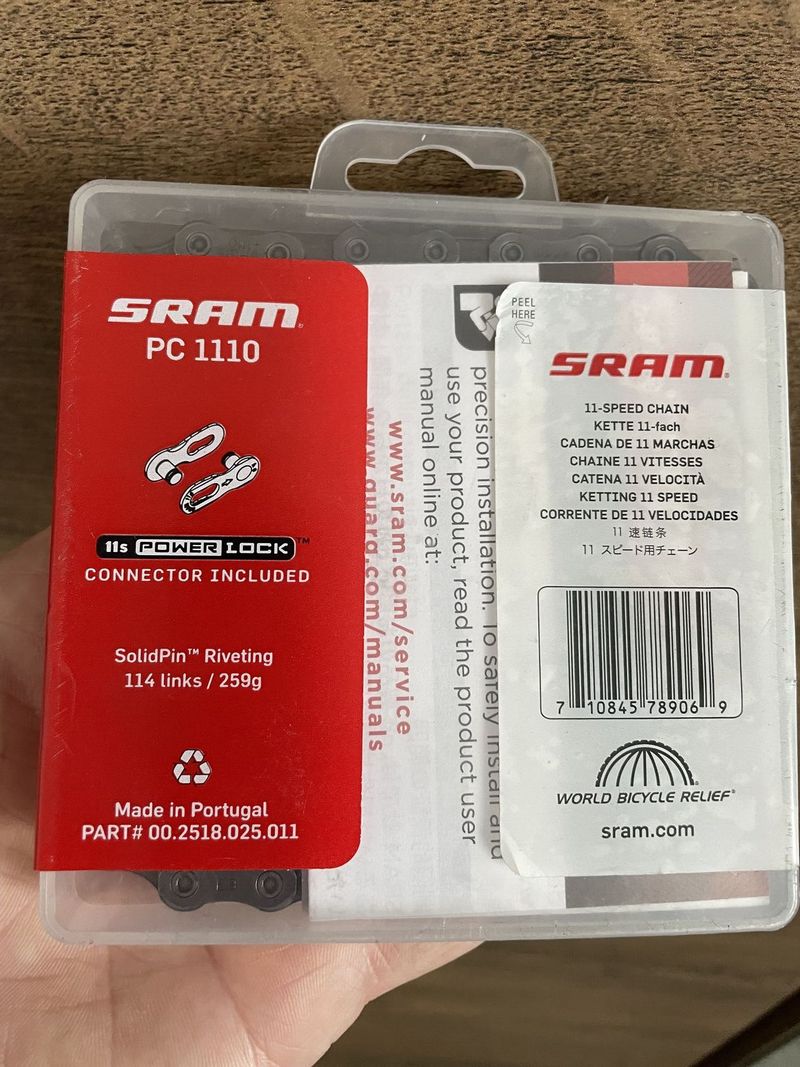 SRAM®
PC 1110
11s POWER LOCK™
CONNECTOR INCLUDED
SolidPin™ Riveting
114 links / 259g
Made in Portugal
PART# 00.2518.025.011
precision installation. To safely install and
use your product, read the product user
manual online at:
www.sram.com/service
www.quarq.com/manuals
PEEL
HERE
SRAM®
11-SPEED CHAIN
KETTE 11-fach
CADENA DE 11 MARCHAS
CHAINE 11 VITESSES
CATENA 11 VELOCITÀ
KETTING 11 SPEED
CORRENTE DE 11 VELOCIDADES
11 速链条
11 スピード用チェーン
7 10845 78906 9
WORLD BICYCLE RELIEF®
sram.com